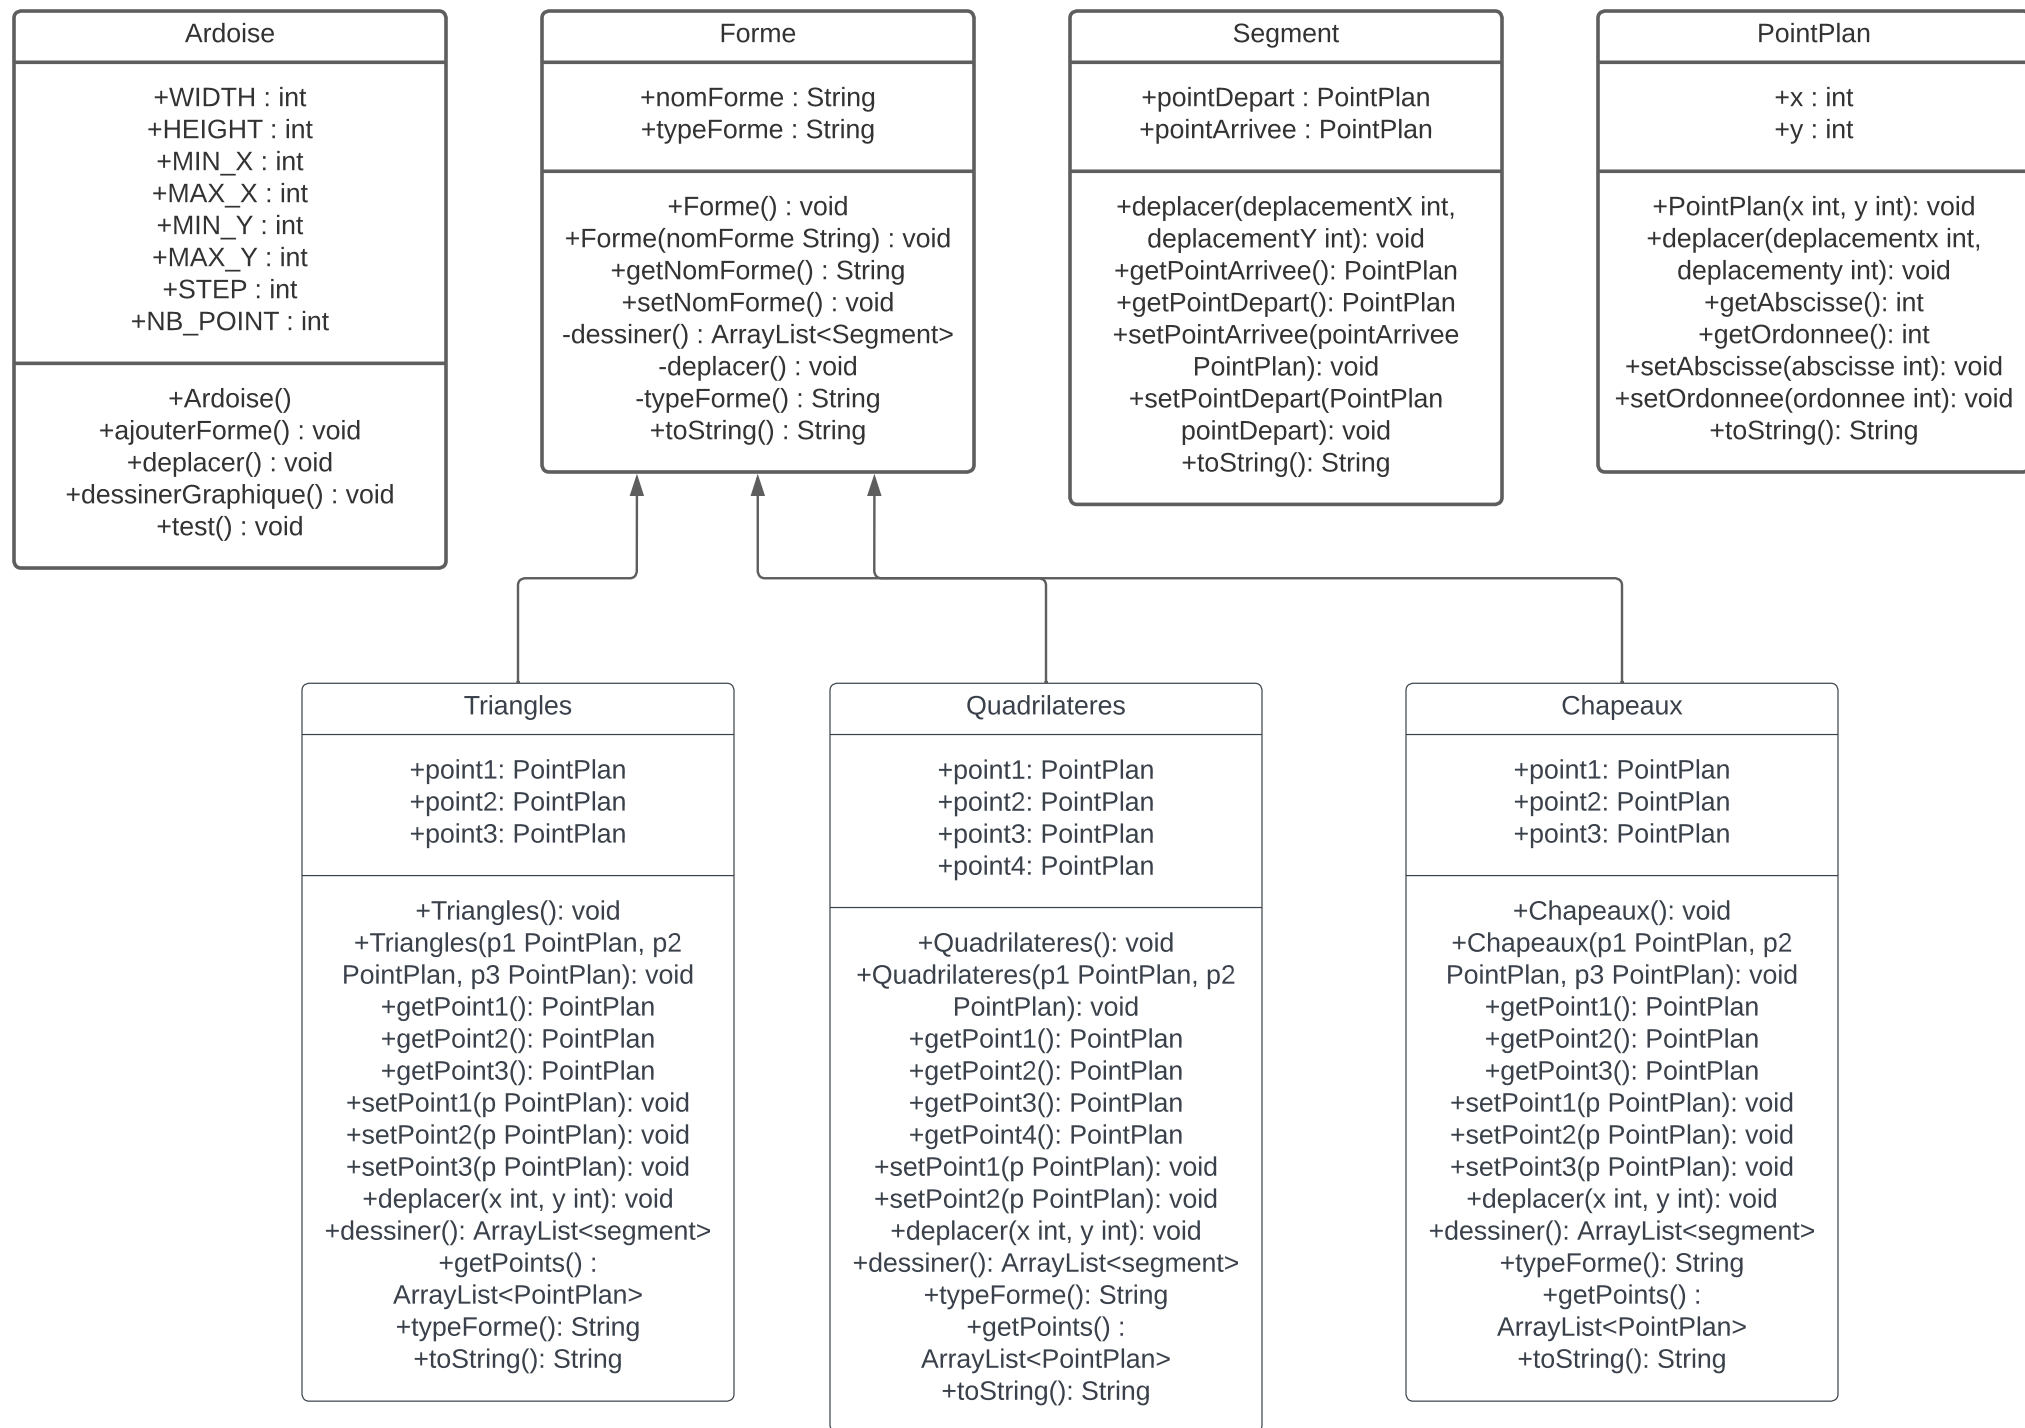 Ardoise
+WIDTH : int
+HEIGHT : int
+MIN_X : int
+MAX_X : int
+MIN_Y : int
+MAX_Y : int
+STEP : int
+NB_POINT : int
+Ardoise()
+ajouterForme() : void
+deplacer() : void
+dessinerGraphique() : void
+test() : void
Forme
+nomForme : String
+typeForme : String
+Forme() : void
+Forme(nomForme String) : void
+getNomForme() : String
+setNomForme() : void
-dessiner() : ArrayList<Segment>
-deplacer() : void
-typeForme() : String
+toString() : String
Segment
+pointDepart : PointPlan
+pointArrivee : PointPlan
+deplacer(deplacementX int,
deplacementY int): void
+getPointArrivee(): PointPlan
+getPointDepart(): PointPlan
+setPointArrivee(pointArrivee
PointPlan): void
+setPointDepart(PointPlan
pointDepart): void
+toString(): String
PointPlan
+x : int
+y : int
+PointPlan(x int, y int): void
+deplacer(deplacementx int,
deplacementy int): void
+getAbscisse(): int
+getOrdonnee(): int
+setAbscisse(abscisse int): void
+setOrdonnee(ordonnee int): void
+toString(): String
Triangles
+point1: PointPlan
+point2: PointPlan
+point3: PointPlan
+Triangles(): void
+Triangles(p1 PointPlan, p2
PointPlan, p3 PointPlan): void
+getPoint1(): PointPlan
+getPoint2(): PointPlan
+getPoint3(): PointPlan
+setPoint1(p PointPlan): void
+setPoint2(p PointPlan): void
+setPoint3(p PointPlan): void
+deplacer(x int, y int): void
+dessiner(): ArrayList<segment>
+getPoints() :
ArrayList<PointPlan>
+typeForme(): String
+toString(): String
Quadrilateres
+point1: PointPlan
+point2: PointPlan
+point3: PointPlan
+point4: PointPlan
+Quadrilateres(): void
+Quadrilateres(p1 PointPlan, p2
PointPlan): void
+getPoint1(): PointPlan
+getPoint2(): PointPlan
+getPoint3(): PointPlan
+getPoint4(): PointPlan
+setPoint1(p PointPlan): void
+setPoint2(p PointPlan): void
+deplacer(x int, y int): void
+dessiner(): ArrayList<segment>
+typeForme(): String
+getPoints() :
ArrayList<PointPlan>
+toString(): String
Chapeaux
+point1: PointPlan
+point2: PointPlan
+point3: PointPlan
+Chapeaux(): void
+Chapeaux(p1 PointPlan, p2
PointPlan, p3 PointPlan): void
+getPoint1(): PointPlan
+getPoint2(): PointPlan
+getPoint3(): PointPlan
+setPoint1(p PointPlan): void
+setPoint2(p PointPlan): void
+setPoint3(p PointPlan): void
+deplacer(x int, y int): void
+dessiner(): ArrayList<segment>
+typeForme(): String
+getPoints() :
ArrayList<PointPlan>
+toString(): String